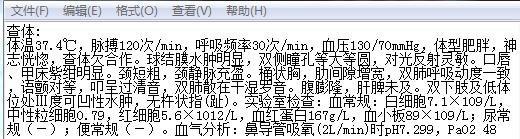 文件(F) 编辑(E) 格式(O) 查看(V) 帮助(H)
查体:
体温37.4℃，脉搏120次/min，呼吸频率30次/min，血压130/70mmHg，体型肥胖，神
志恍惚，查体欠合作。球结膜水肿明显，双侧瞳孔等大等圆，对光反射灵敏。口唇
、甲床紫绀明显。颈短粗，颈静脉充盈。桶状胸，肋间隙增宽，双肺呼吸动度一致
，语颤对等，叩呈过清音，双肺散在干湿罗音。腹膨隆，肝脾未及。双下肢及低体
位处Ⅲ度可凹性水肿，无杵状指(趾)。实验室检查：血常规：白细胞7.1×109/L，
中性粒细胞0.79，红细胞5.6×1012/L，血红蛋白167g/L，血小板89×109/L；尿常
规（－）；便常规（－）。血气分析：鼻导管吸氧(2L/min)时pH7.299，PaO2 48